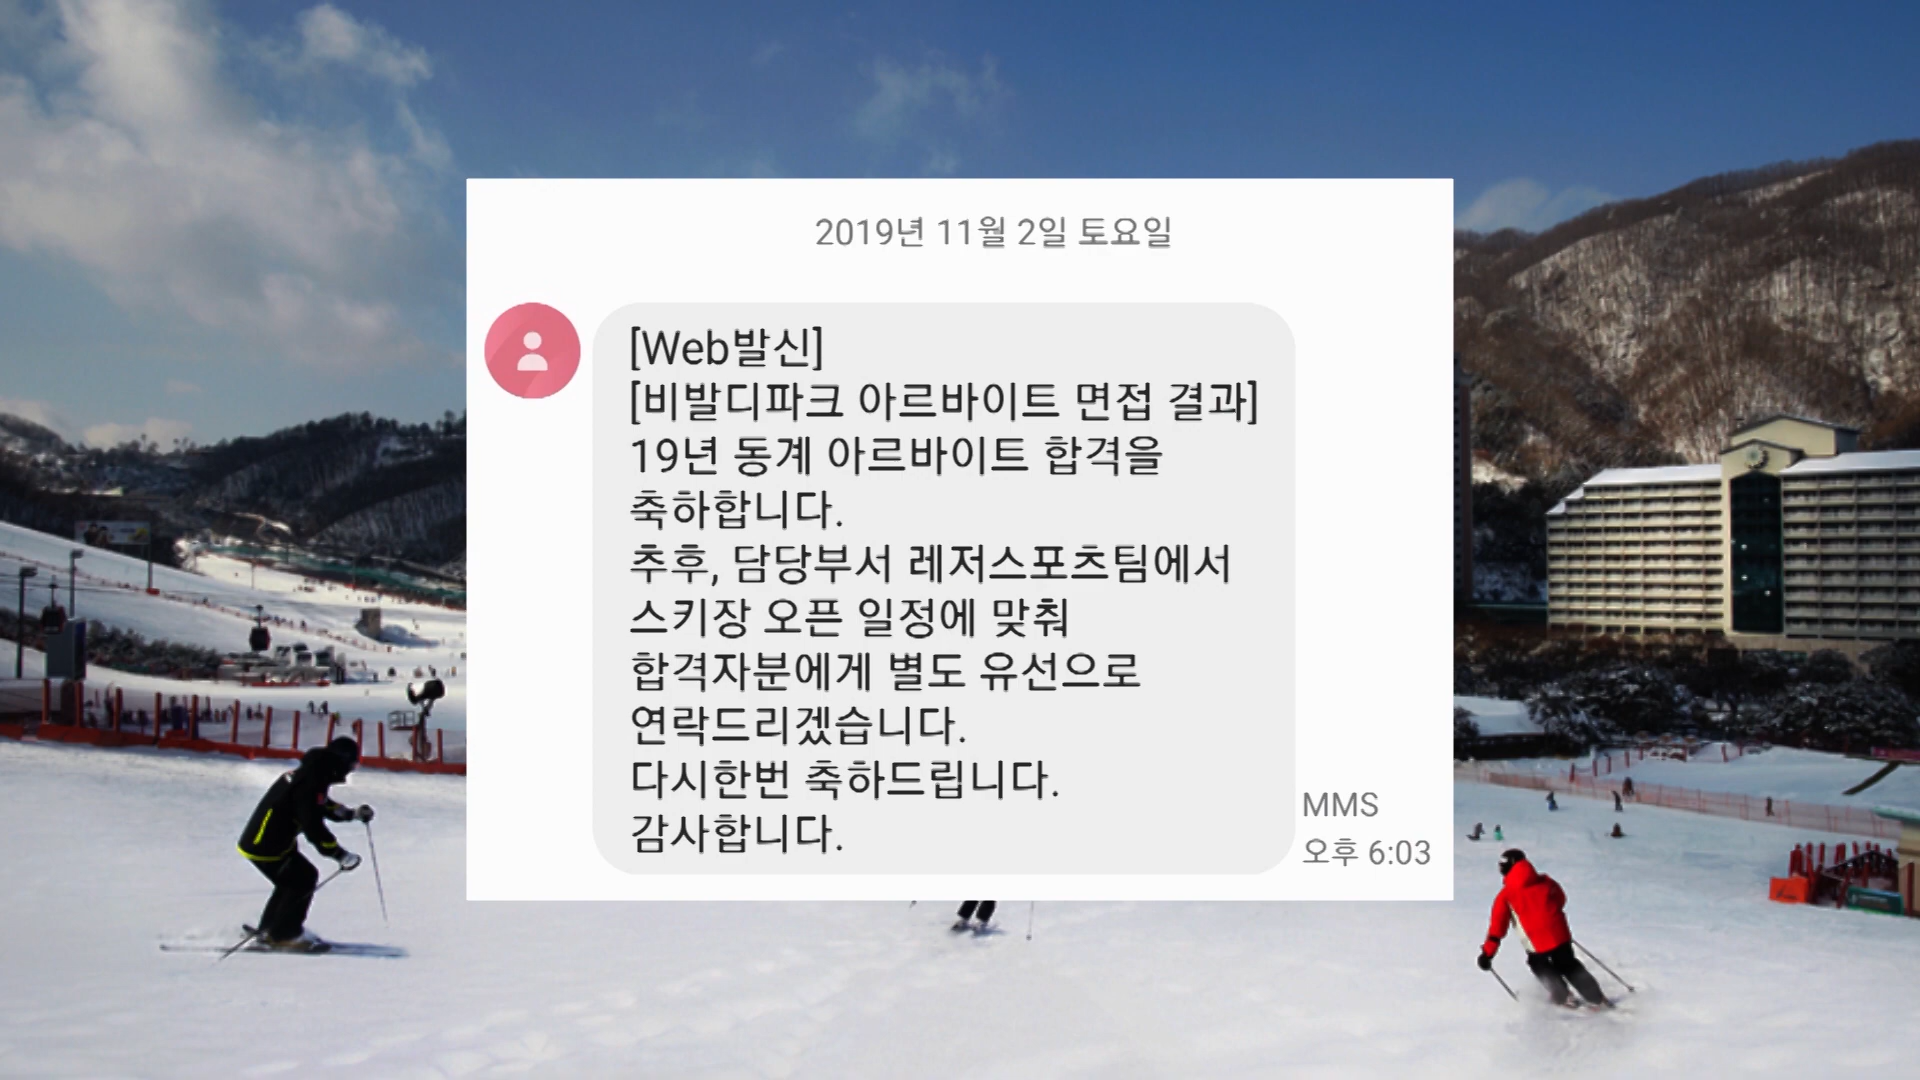 2019년 11월 2일 토요일
[Web발신]
[비발디파크 아르바이트 면접 결과]
19년 동계 아르바이트 합격을
축하합니다.
추후, 담당부서 레저스포츠팀에서
스키장 오픈 일정에 맞춰
합격자분에게 별도 유선으로
연락드리겠습니다.
다시한번 축하드립니다.
감사합니다.
MMS
오후 6:03